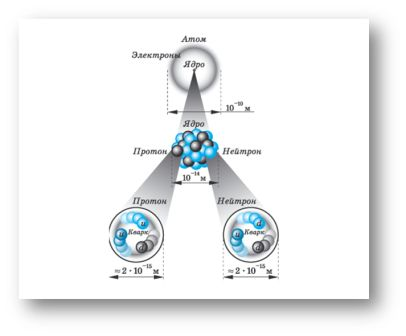 Атом
Электроны
Ядро
10⁻¹⁰ м
Ядро
Протон
Нейтрон
10⁻¹⁴ м
Протон
Нейтрон
u
Кварк
u
d
d
Кварк
u
d
≈ 2 · 10⁻¹⁵ м
≈ 2 · 10⁻¹⁵ м